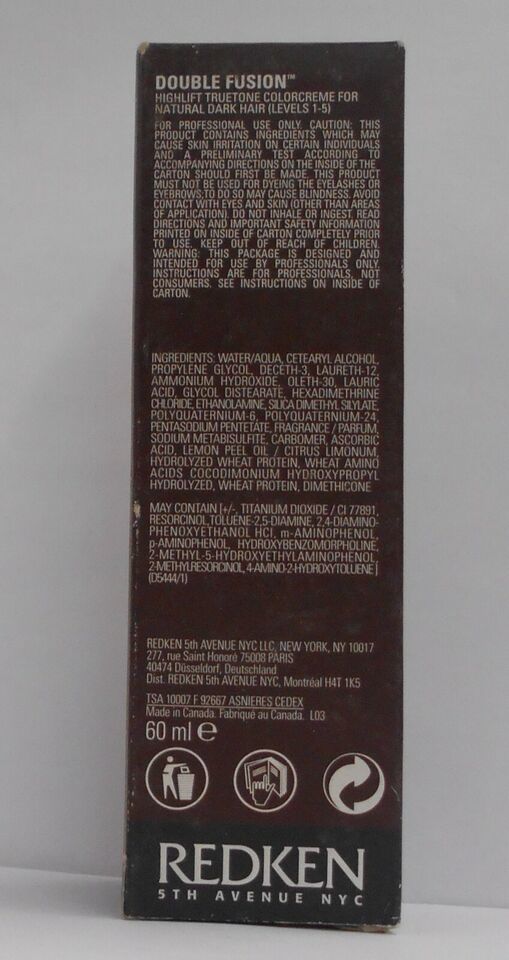 DOUBLE FUSION™
HIGHLIFT TRUETONE COLORCREME FOR
NATURAL DARK HAIR (LEVELS 1-5)
FOR PROFESSIONAL USE ONLY. CAUTION: THIS
PRODUCT CONTAINS INGREDIENTS WHICH MAY
CAUSE SKIN IRRITATION ON CERTAIN INDIVIDUALS
AND A PRELIMINARY TEST ACCORDING TO
ACCOMPANYING DIRECTIONS ON THE INSIDE OF THE
CARTON SHOULD FIRST BE MADE. THIS PRODUCT
MUST NOT BE USED FOR DYEING THE EYELASHES OR
EYEBROWS;TO DO SO MAY CAUSE BLINDNESS. AVOID
CONTACT WITH EYES AND SKIN (OTHER THAN AREAS
OF APPLICATION). DO NOT INHALE OR INGEST. READ
DIRECTIONS AND IMPORTANT SAFETY INFORMATION
PRINTED ON INSIDE OF CARTON COMPLETELY PRIOR
TO USE. KEEP OUT OF REACH OF CHILDREN.
WARNING: THIS PACKAGE IS DESIGNED AND
INTENDED FOR USE BY PROFESSIONALS ONLY.
INSTRUCTIONS ARE FOR PROFESSIONALS, NOT
CONSUMERS. SEE INSTRUCTIONS ON INSIDE OF
CARTON.
INGREDIENTS: WATER/AQUA, CETEARYL ALCOHOL,
PROPYLENE GLYCOL, DECETH-3, LAURETH-12,
AMMONIUM HYDROXIDE, OLETH-30, LAURIC
ACID, GLYCOL DISTEARATE, HEXADIMETHRINE
CHLORIDE, ETHANOLAMINE, SILICA DIMETHYL SILYLATE,
POLYQUATERNIUM-6, POLYQUATERNIUM-24,
PENTASODIUM PENTETATE, FRAGRANCE / PARFUM,
SODIUM METABISULFITE, CARBOMER, ASCORBIC
ACID, LEMON PEEL OIL / CITRUS LIMONUM,
HYDROLYZED WHEAT PROTEIN, WHEAT AMINO
ACIDS COCODIMONIUM HYDROXYPROPYL
HYDROLYZED, WHEAT PROTEIN, DIMETHICONE
MAY CONTAIN [+/-, TITANIUM DIOXIDE / CI 77891,
RESORCINOL,TOLUENE-2,5-DIAMINE, 2,4-DIAMINO-
PHENOXYETHANOL HCl, m-AMINOPHENOL,
p-AMINOPHENOL, HYDROXYBENZOMORPHOLINE,
2-METHYL-5-HYDROXYETHYLAMINOPHENOL,
2-METHYLRESORCINOL, 4-AMINO-2-HYDROXYTOLUENE ]
(D5444/1)
REDKEN 5th AVENUE NYC LLC, NEW YORK, NY 10017
277, rue Saint Honoré 75008 PARIS
40474 Düsseldorf, Deutschland
Dist. REDKEN 5th AVENUE NYC, Montréal H4T 1K5
TSA 10007 F 92667 ASNIERES CEDEX
Made in Canada. Fabriqué au Canada. L03
60 ml e
REDKEN
5TH AVENUE NYC